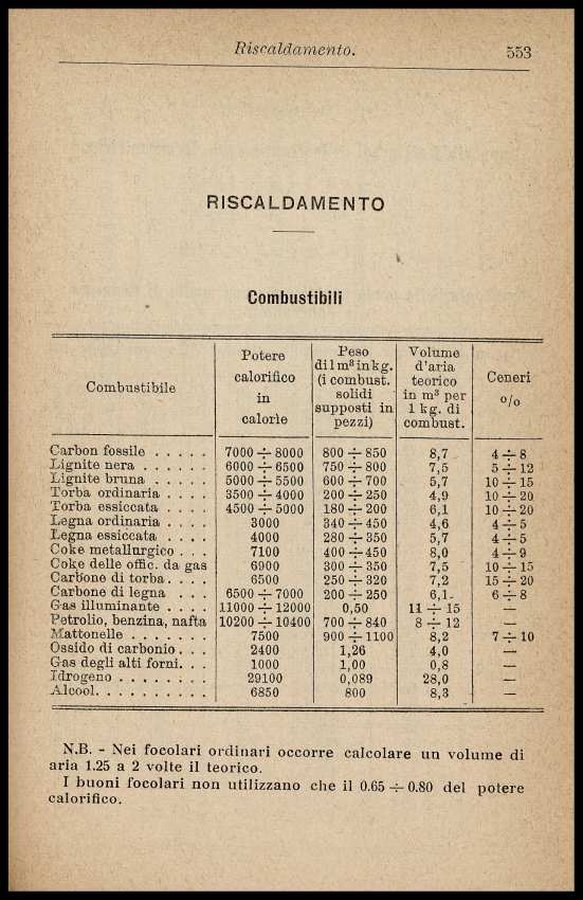 Riscaldamento. 553
RISCALDAMENTO
Combustibili
Combustibile
Potere
calorifico
in
calorie
Peso
di 1 m³ in kg.
(i combust.
solidi
supposti in
pezzi)
Volume
d'aria
teorico
in m³ per
1 kg. di
combust.
Ceneri
%
Carbon fossile . . . . . 7000 ÷ 8000 800 ÷ 850 8,7 4 ÷ 8
Lignite nera . . . . . . 6000 ÷ 6500 750 ÷ 800 7,5 5 ÷ 12
Lignite bruna . . . . . 5000 ÷ 5500 600 ÷ 700 5,7 10 ÷ 15
Torba ordinaria . . . . 3500 ÷ 4000 200 ÷ 250 4,9 10 ÷ 20
Torba essiccata . . . . 4500 ÷ 5000 180 ÷ 200 6,1 10 ÷ 20
Legna ordinaria . . . . 3000 340 ÷ 450 4,6 4 ÷ 5
Legna essiccata . . . . 4000 280 ÷ 350 5,7 4 ÷ 5
Coke metallurgico . . . 7100 400 ÷ 450 8,0 4 ÷ 9
Coke delle offic. da gas 6900 300 ÷ 350 7,5 10 ÷ 15
Carbone di torba. . . . 6500 250 ÷ 320 7,2 15 ÷ 20
Carbone di legna . . . 6500 ÷ 7000 200 ÷ 250 6,1 6 ÷ 8
Gas illuminante . . . . 11000 ÷ 12000 0,50 11 ÷ 15 —
Petrolio, benzina, nafta 10200 ÷ 10400 700 ÷ 840 8 ÷ 12 —
Mattonelle . . . . . . . 7500 900 ÷ 1100 8,2 7 ÷ 10
Ossido di carbonio . . . 2400 1,26 4,0 —
Gas degli alti forni. . . 1000 1,00 0,8 —
Idrogeno . . . . . . . . 29100 0,089 28,0 —
Alcool. . . . . . . . . . 6850 800 8,3 —
N.B. - Nei focolari ordinari occorre calcolare un volume di
aria 1.25 a 2 volte il teorico.
I buoni focolari non utilizzano che il 0.65 ÷ 0.80 del potere
calorifico.